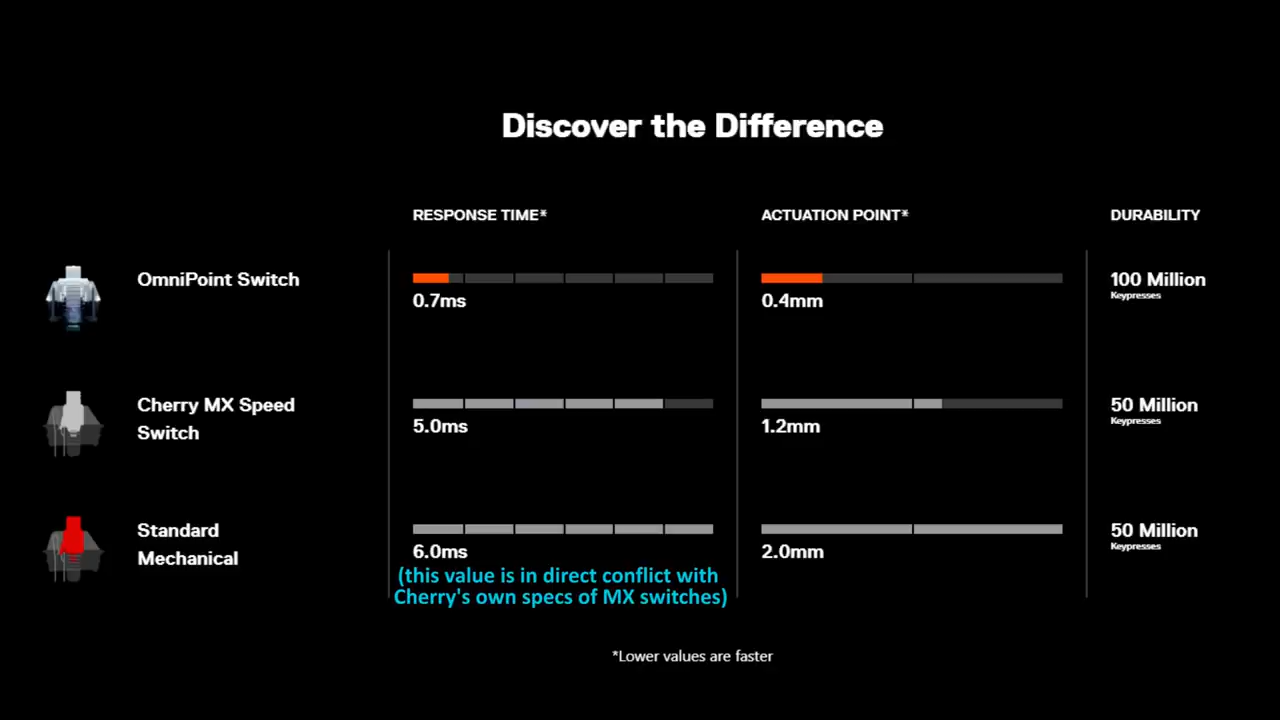 Discover the Difference
RESPONSE TIME*
ACTUATION POINT*
DURABILITY
OmniPoint Switch
0.7ms
0.4mm
100 Million
Keypresses
Cherry MX Speed
Switch
5.0ms
1.2mm
50 Million
Keypresses
Standard
Mechanical
6.0ms
(this value is in direct conflict with
Cherry's own specs of MX switches)
2.0mm
50 Million
Keypresses
*Lower values are faster